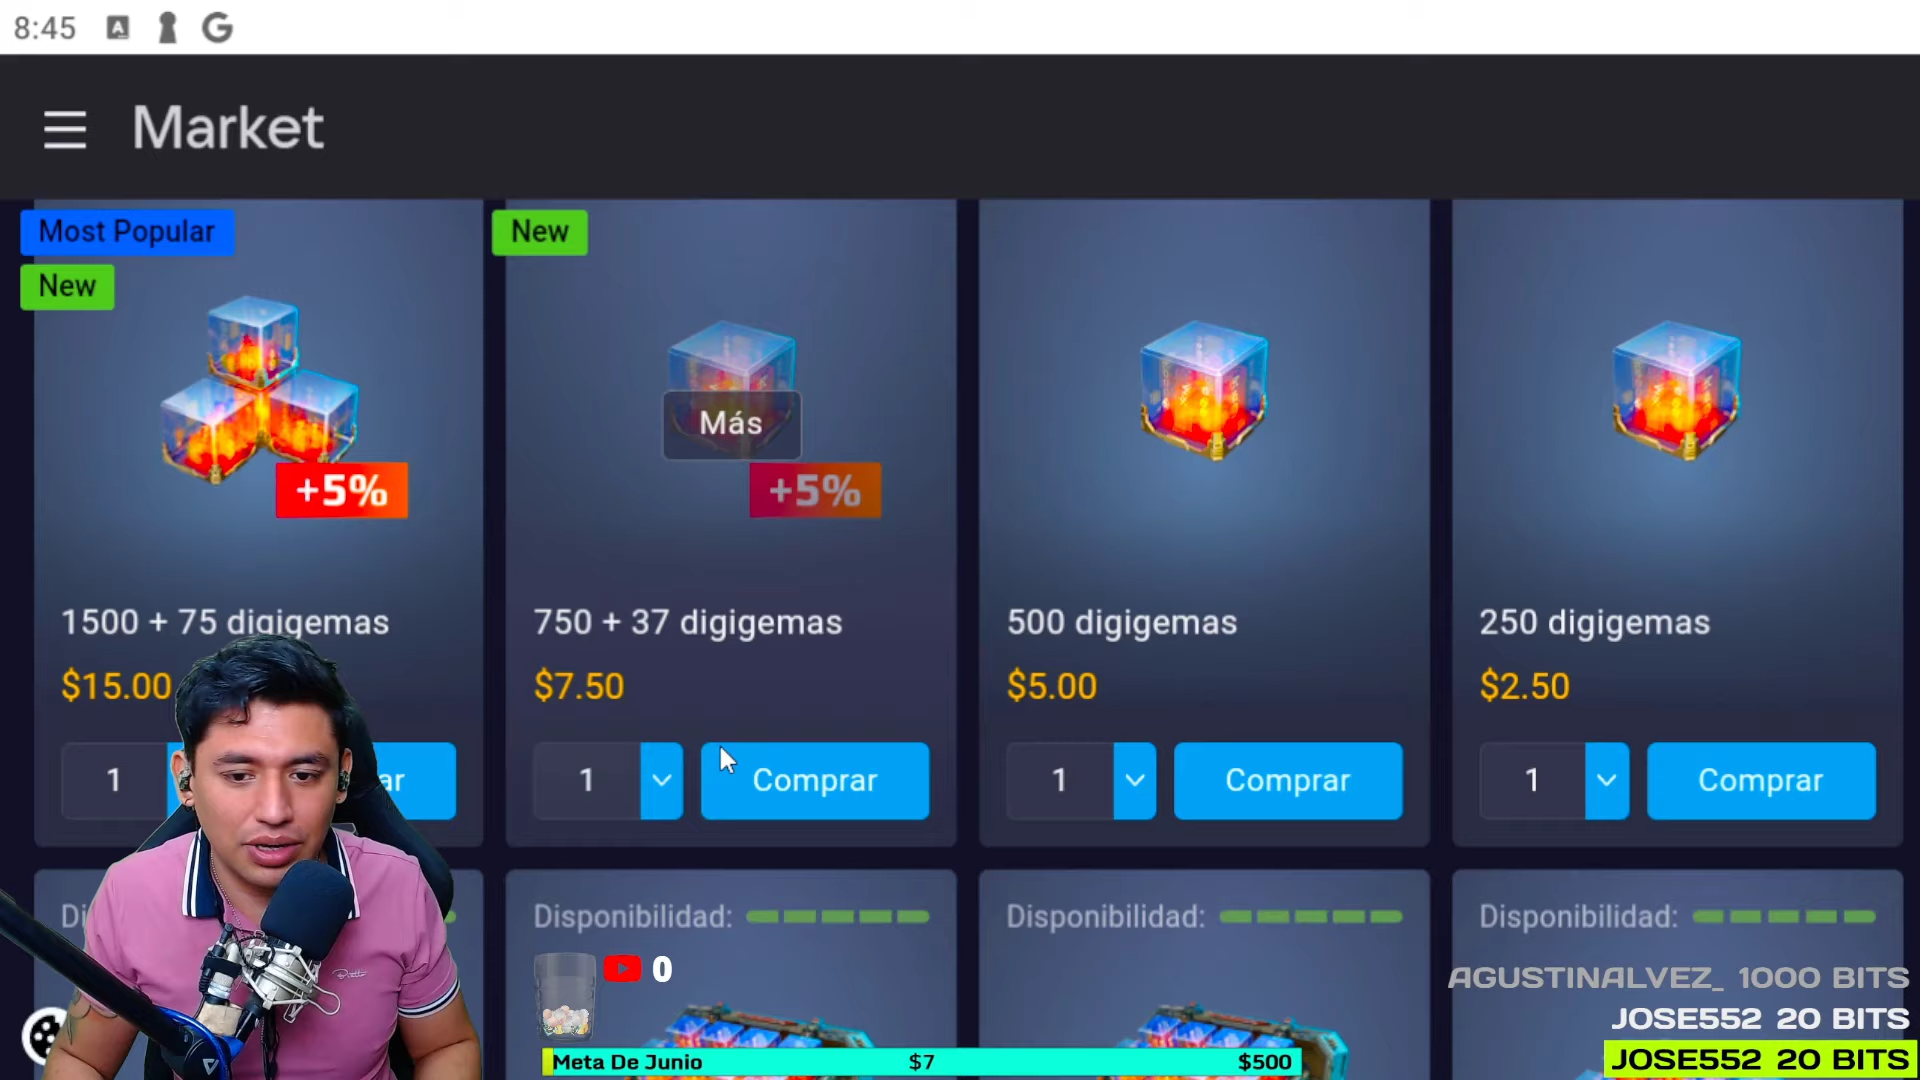 8:45
Market
Most Popular
New
New
Más
+5%
+5%
1500 + 75 digigemas
750 + 37 digigemas
500 digigemas
250 digigemas
$15.00
$7.50
$5.00
$2.50
1
ar
1
Comprar
1
Comprar
1
Comprar
Di
Disponibilidad:
Disponibilidad:
Disponibilidad:
0
AGUSTINALVEZ_ 1000 BITS
JOSE552 20 BITS
JOSE552 20 BITS
Meta De Junio $7 $500